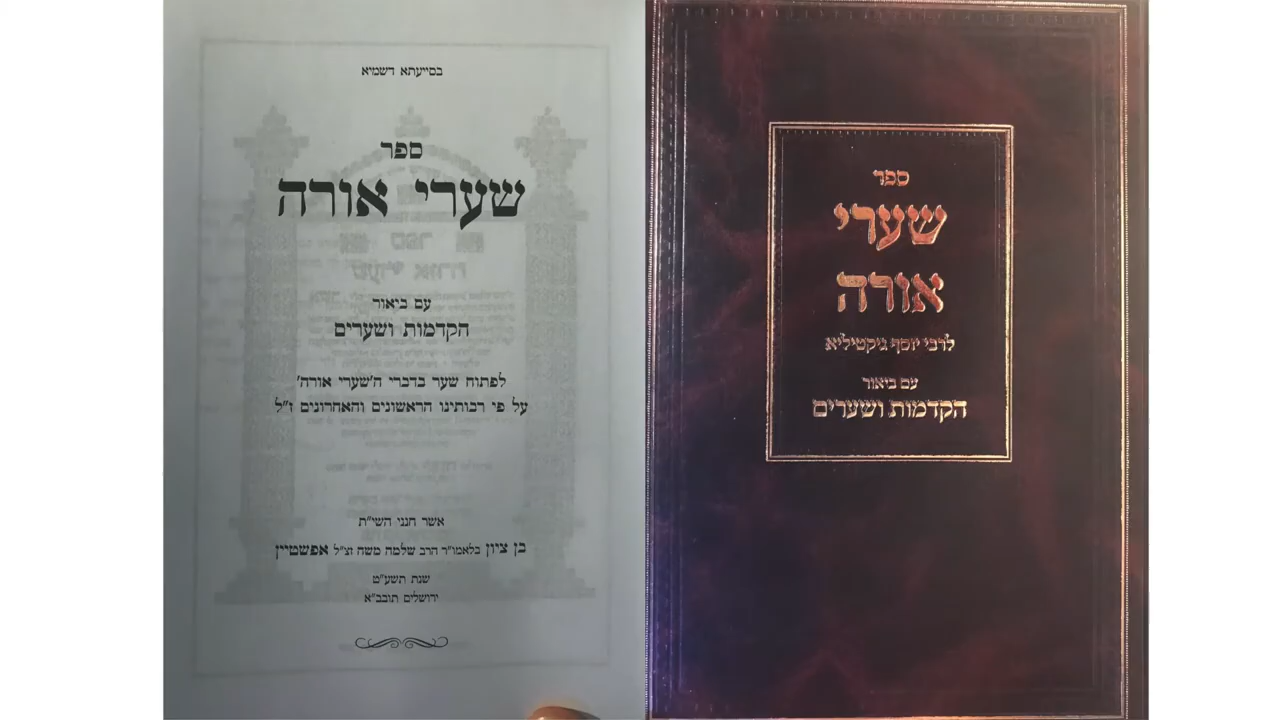 בסייעתא דשמיא
ספר
שערי אורה
עם ביאור
הקדמות ושערים
לפתוח שער בדברי ה'שערי אורה'
על פי רבותינו הראשונים והאחרונים ז"ל
אשר חנני השי"ת
בן ציון בלאמו"ר הרב שלמה משה זצ"ל אפשטיין
שנת תשע"ט
ירושלים תובב"א
ספר
שערי
אורה
לרבי יוסף גיקטיליא
עם ביאור
הקדמות ושערים